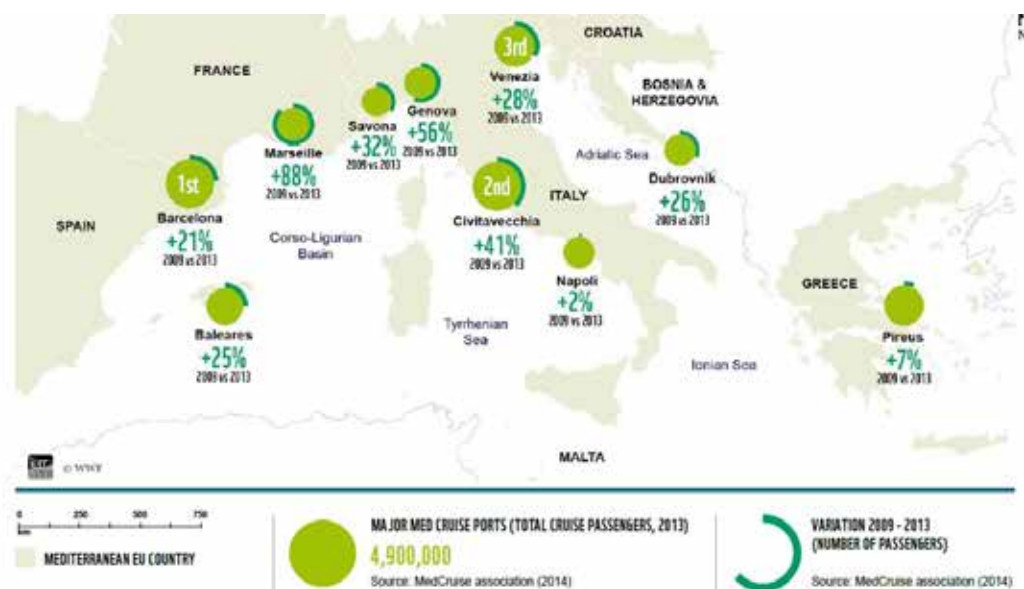 CROATIA
3rd
FRANCE
Venezia
+28%
2009 vs 2013
BOSNIA &
HERZEGOVINA
Genova
+56%
2009 vs 2013
Savona
+32%
2009 vs 2013
Marseille
+88%
2009 vs 2013
Adriatic Sea
Dubrovnik
+26%
2009 vs 2013
1st
Barcelona
+21%
2009 vs 2013
2nd
Civitavecchia
+41%
2009 vs 2013
ITALY
SPAIN
Corso-Ligurian
Basin
Napoli
+2%
2009 vs 2013
GREECE
Baleares
+25%
2009 vs 2013
Tyrrhenian
Sea
Pireus
+7%
2009 vs 2013
Ionian Sea
MALTA
© WWF
0 250 500 750
km
MEDITERRANEAN EU COUNTRY
MAJOR MED CRUISE PORTS (TOTAL CRUISE PASSENGERS, 2013)
4,900,000
Source: MedCruise association (2014)
VARIATION 2009 - 2013
(NUMBER OF PASSENGERS)
Source: MedCruise association (2014)